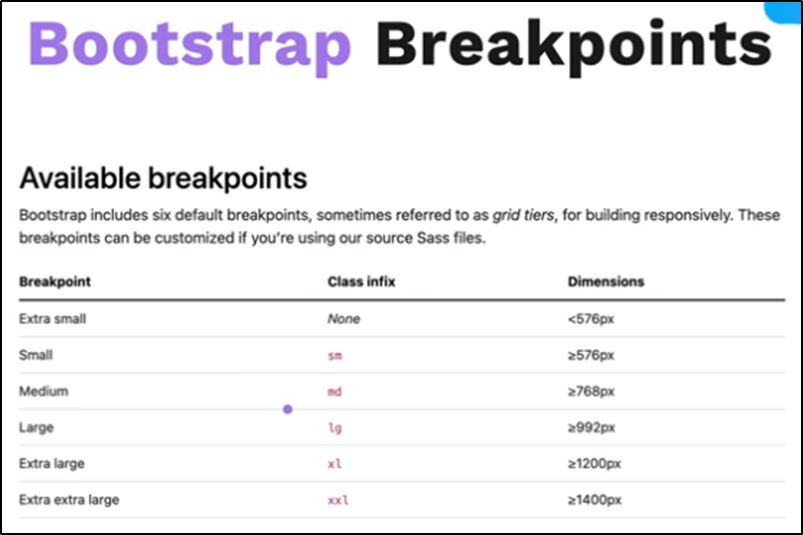 Bootstrap Breakpoints
Available breakpoints
Bootstrap includes six default breakpoints, sometimes referred to as grid tiers, for building responsively. These
breakpoints can be customized if you're using our source Sass files.
Breakpoint Class infix Dimensions
Extra small None <576px
Small sm ≥576px
Medium md ≥768px
Large lg ≥992px
Extra large xl ≥1200px
Extra extra large xxl ≥1400px